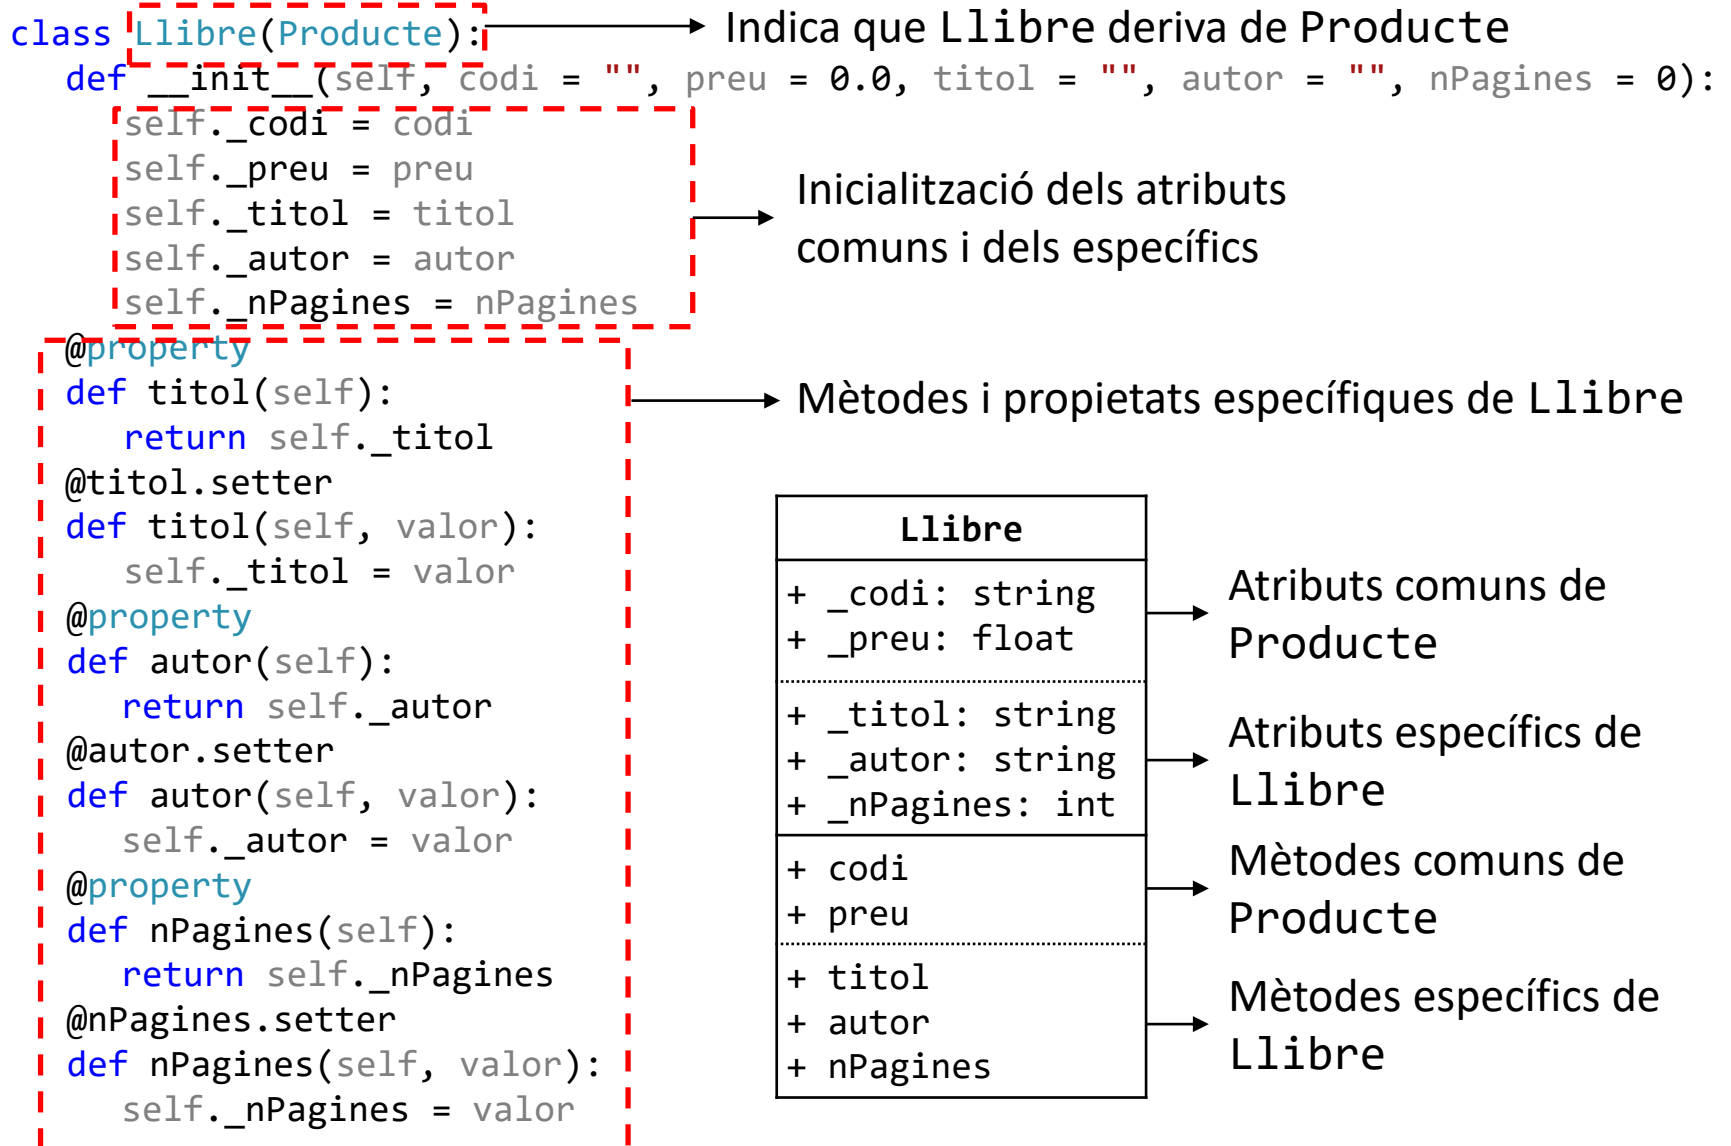 class Llibre(Producte):
Indica que Llibre deriva de Producte
def __init__(self, codi = "", preu = 0.0, titol = "", autor = "", nPagines = 0):
self._codi = codi
self._preu = preu
self._titol = titol
self._autor = autor
self._nPagines = nPagines
Inicialització dels atributs
comuns i dels específics
@property
def titol(self):
return self._titol
@titol.setter
def titol(self, valor):
self._titol = valor
@property
def autor(self):
return self._autor
@autor.setter
def autor(self, valor):
self._autor = valor
@property
def nPagines(self):
return self._nPagines
@nPagines.setter
def nPagines(self, valor):
self._nPagines = valor
Mètodes i propietats específiques de Llibre
Llibre
+ _codi: string
+ _preu: float
Atributs comuns de
Producte
+ _titol: string
+ _autor: string
+ _nPagines: int
Atributs específics de
Llibre
+ codi
+ preu
Mètodes comuns de
Producte
+ titol
+ autor
+ nPagines
Mètodes específics de
Llibre